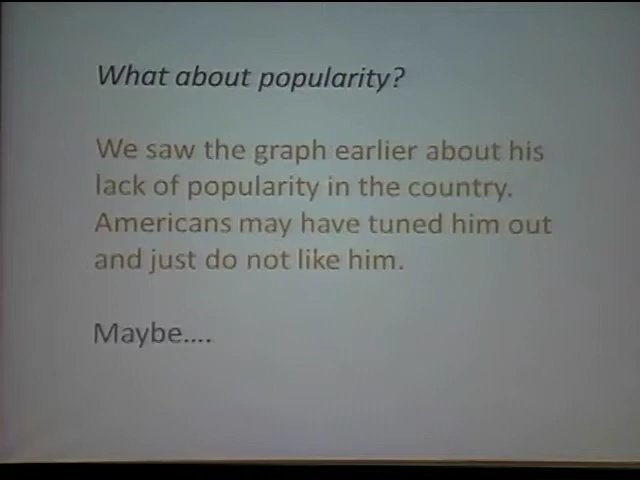 What about popularity?
We saw the graph earlier about his
lack of popularity in the country.
Americans may have tuned him out
and just do not like him.
Maybe....